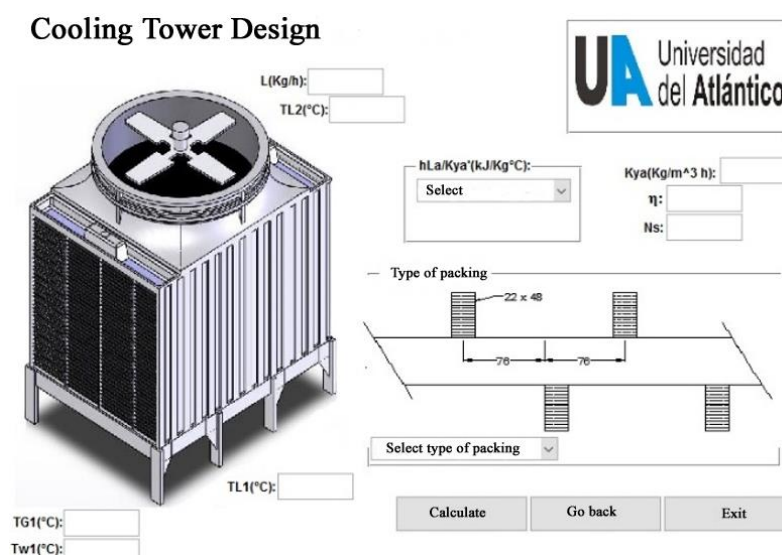 Cooling Tower Design
UA Universidad
del Atlántico
L(Kg/h):
TL2(°C):
hLa/Kya'(kJ/Kg°C):
Select
Kya(Kg/m^3 h):
η:
Ns:
Type of packing
22 x 48
76 76
Select type of packing
TL1(°C):
Calculate Go back Exit
TG1(°C):
Tw1(°C):